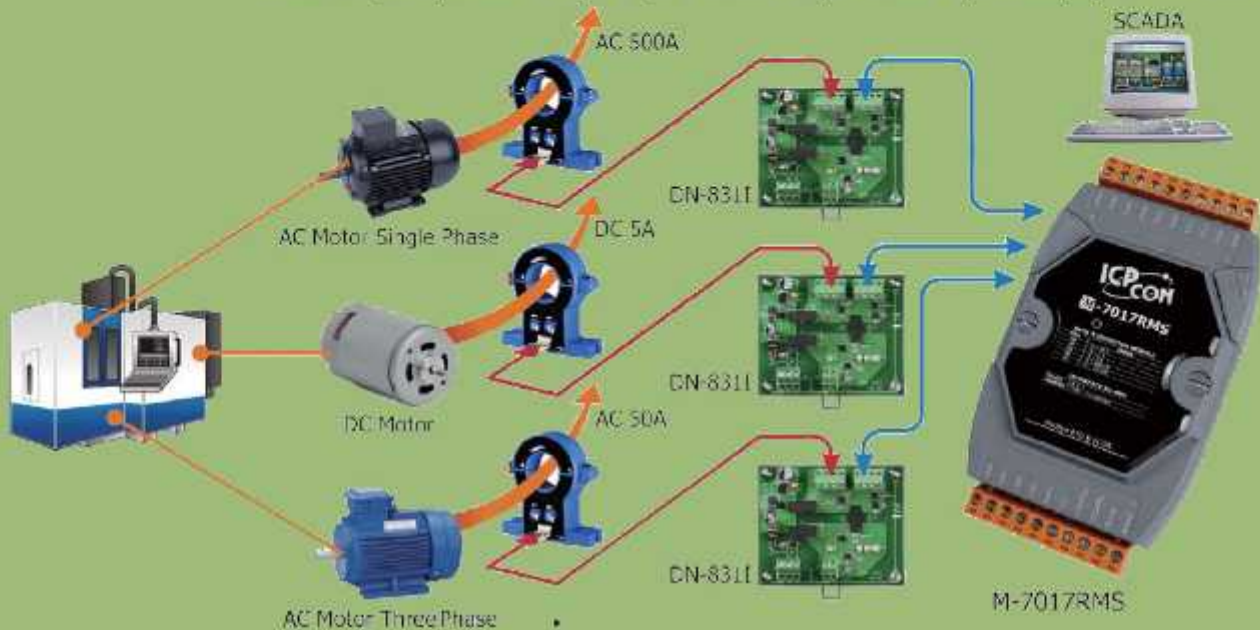 SCADA
AC 500A
DN-831I
AC Motor Single Phase
DC 5A
ICP
CON
M-7017RMS
DN-831I
DC Motor
AC 50A
DN-831I
M-7017RMS
AC Motor Three Phase